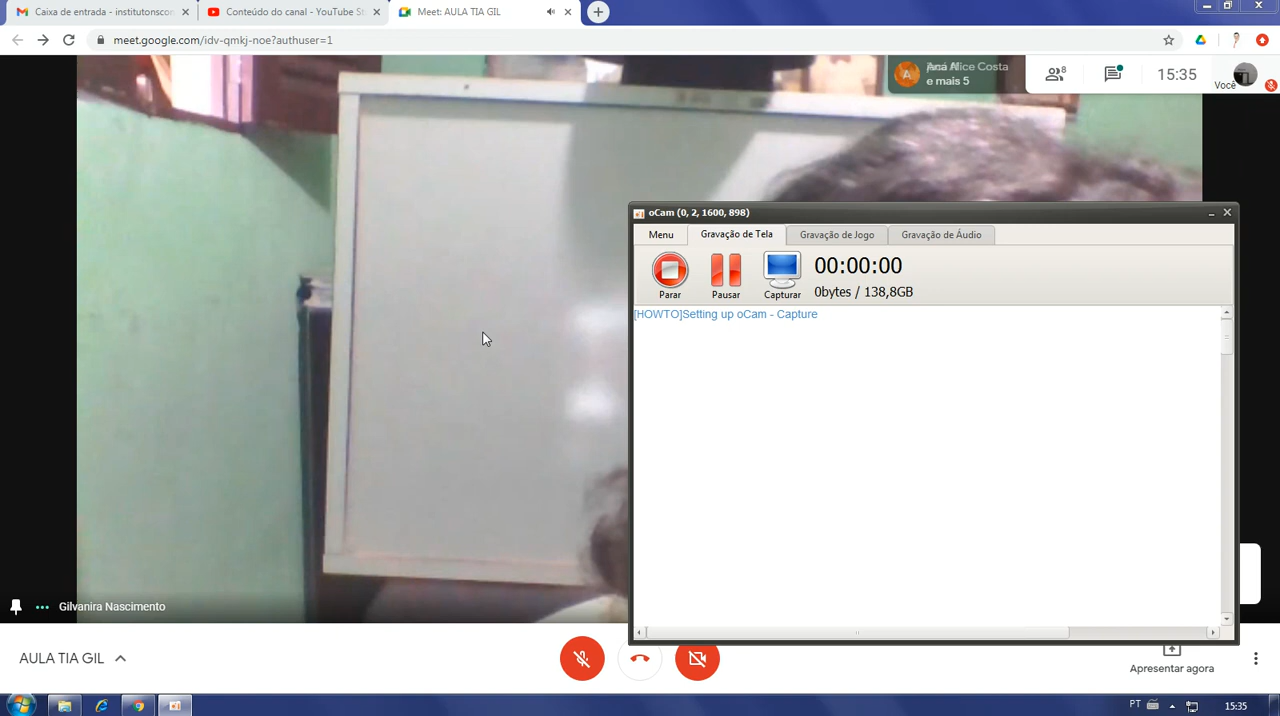 Caixa de entrada - institutonscon
Conteúdo do canal - YouTube St
Meet: AULA TIA GIL
meet.google.com/idv-qmkj-noe?authuser=1
A
Alice Costa
e mais 5
8
15:35
Você
oCam (0, 2, 1600, 898)
Menu
Gravação de Tela
Gravação de Jogo
Gravação de Áudio
Parar
Pausar
Capturar
00:00:00
0bytes / 138,8GB
[HOWTO]Setting up oCam - Capture
Gilvanira Nascimento
AULA TIA GIL
Apresentar agora
PT
15:35